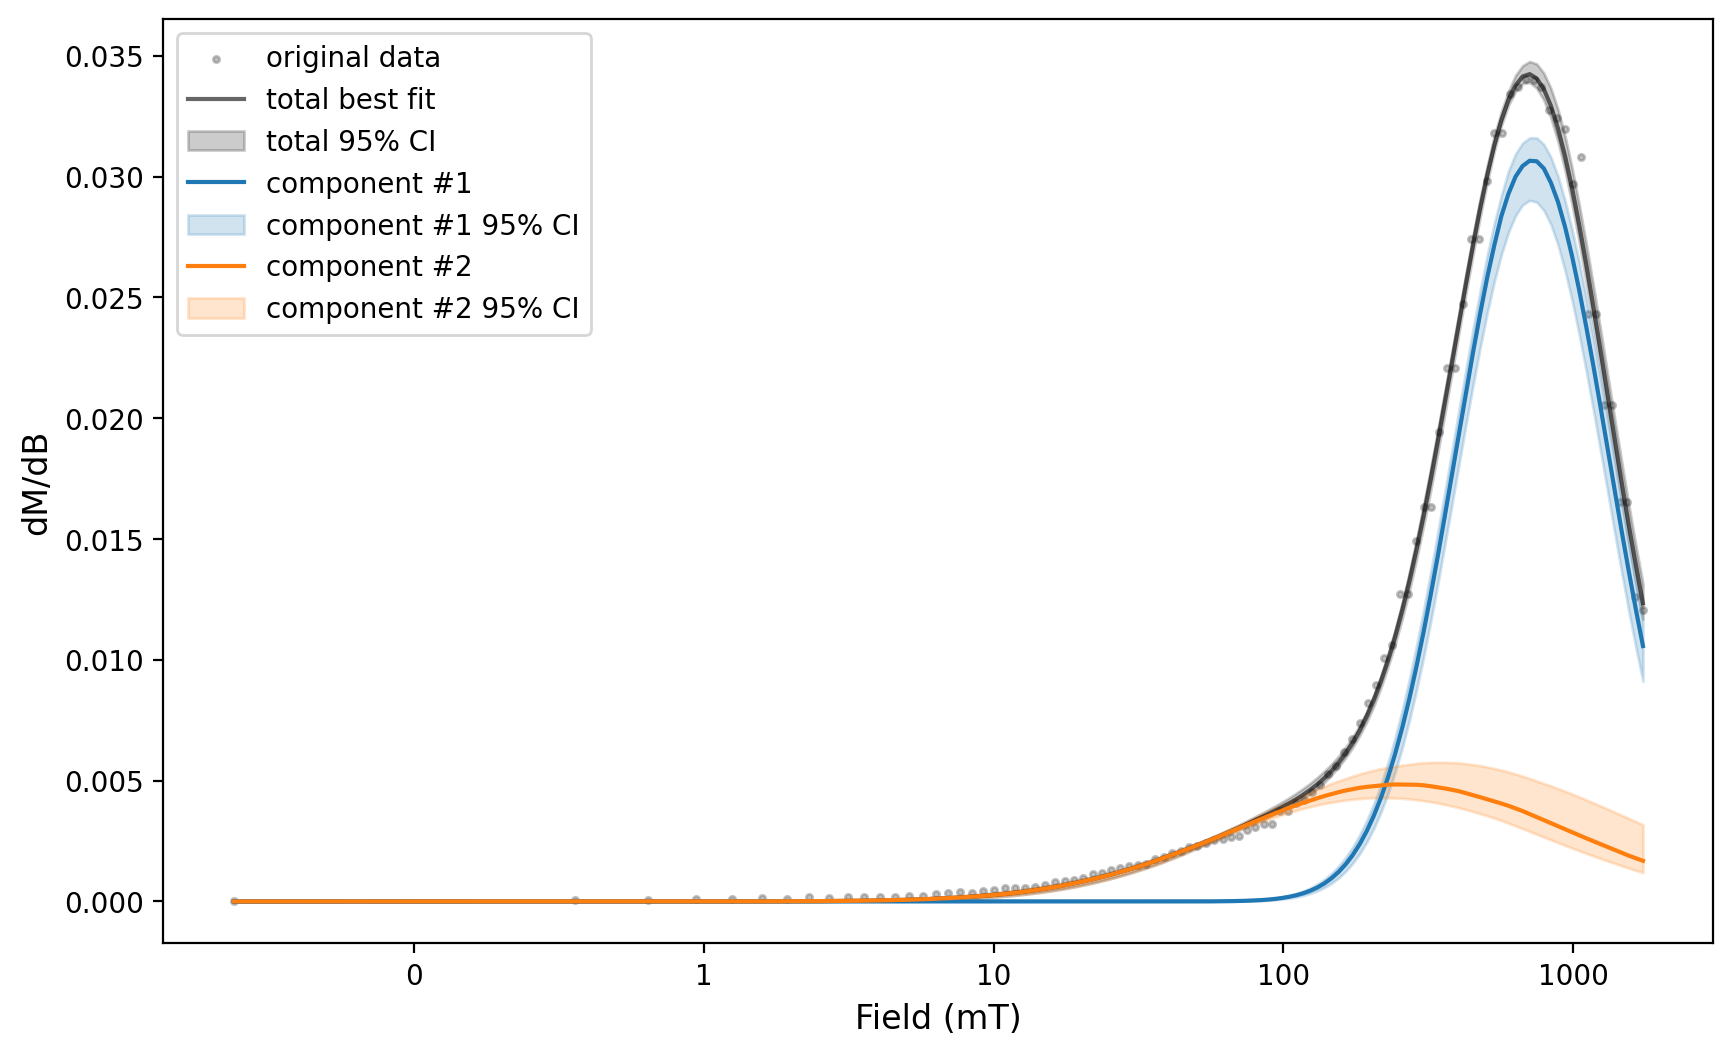 original data
total best fit
total 95% CI
component #1
component #1 95% CI
component #2
component #2 95% CI
0.035
0.030
0.025
0.020
0.015
0.010
0.005
0.000
dM/dB
0 1 10 100 1000
Field (mT)